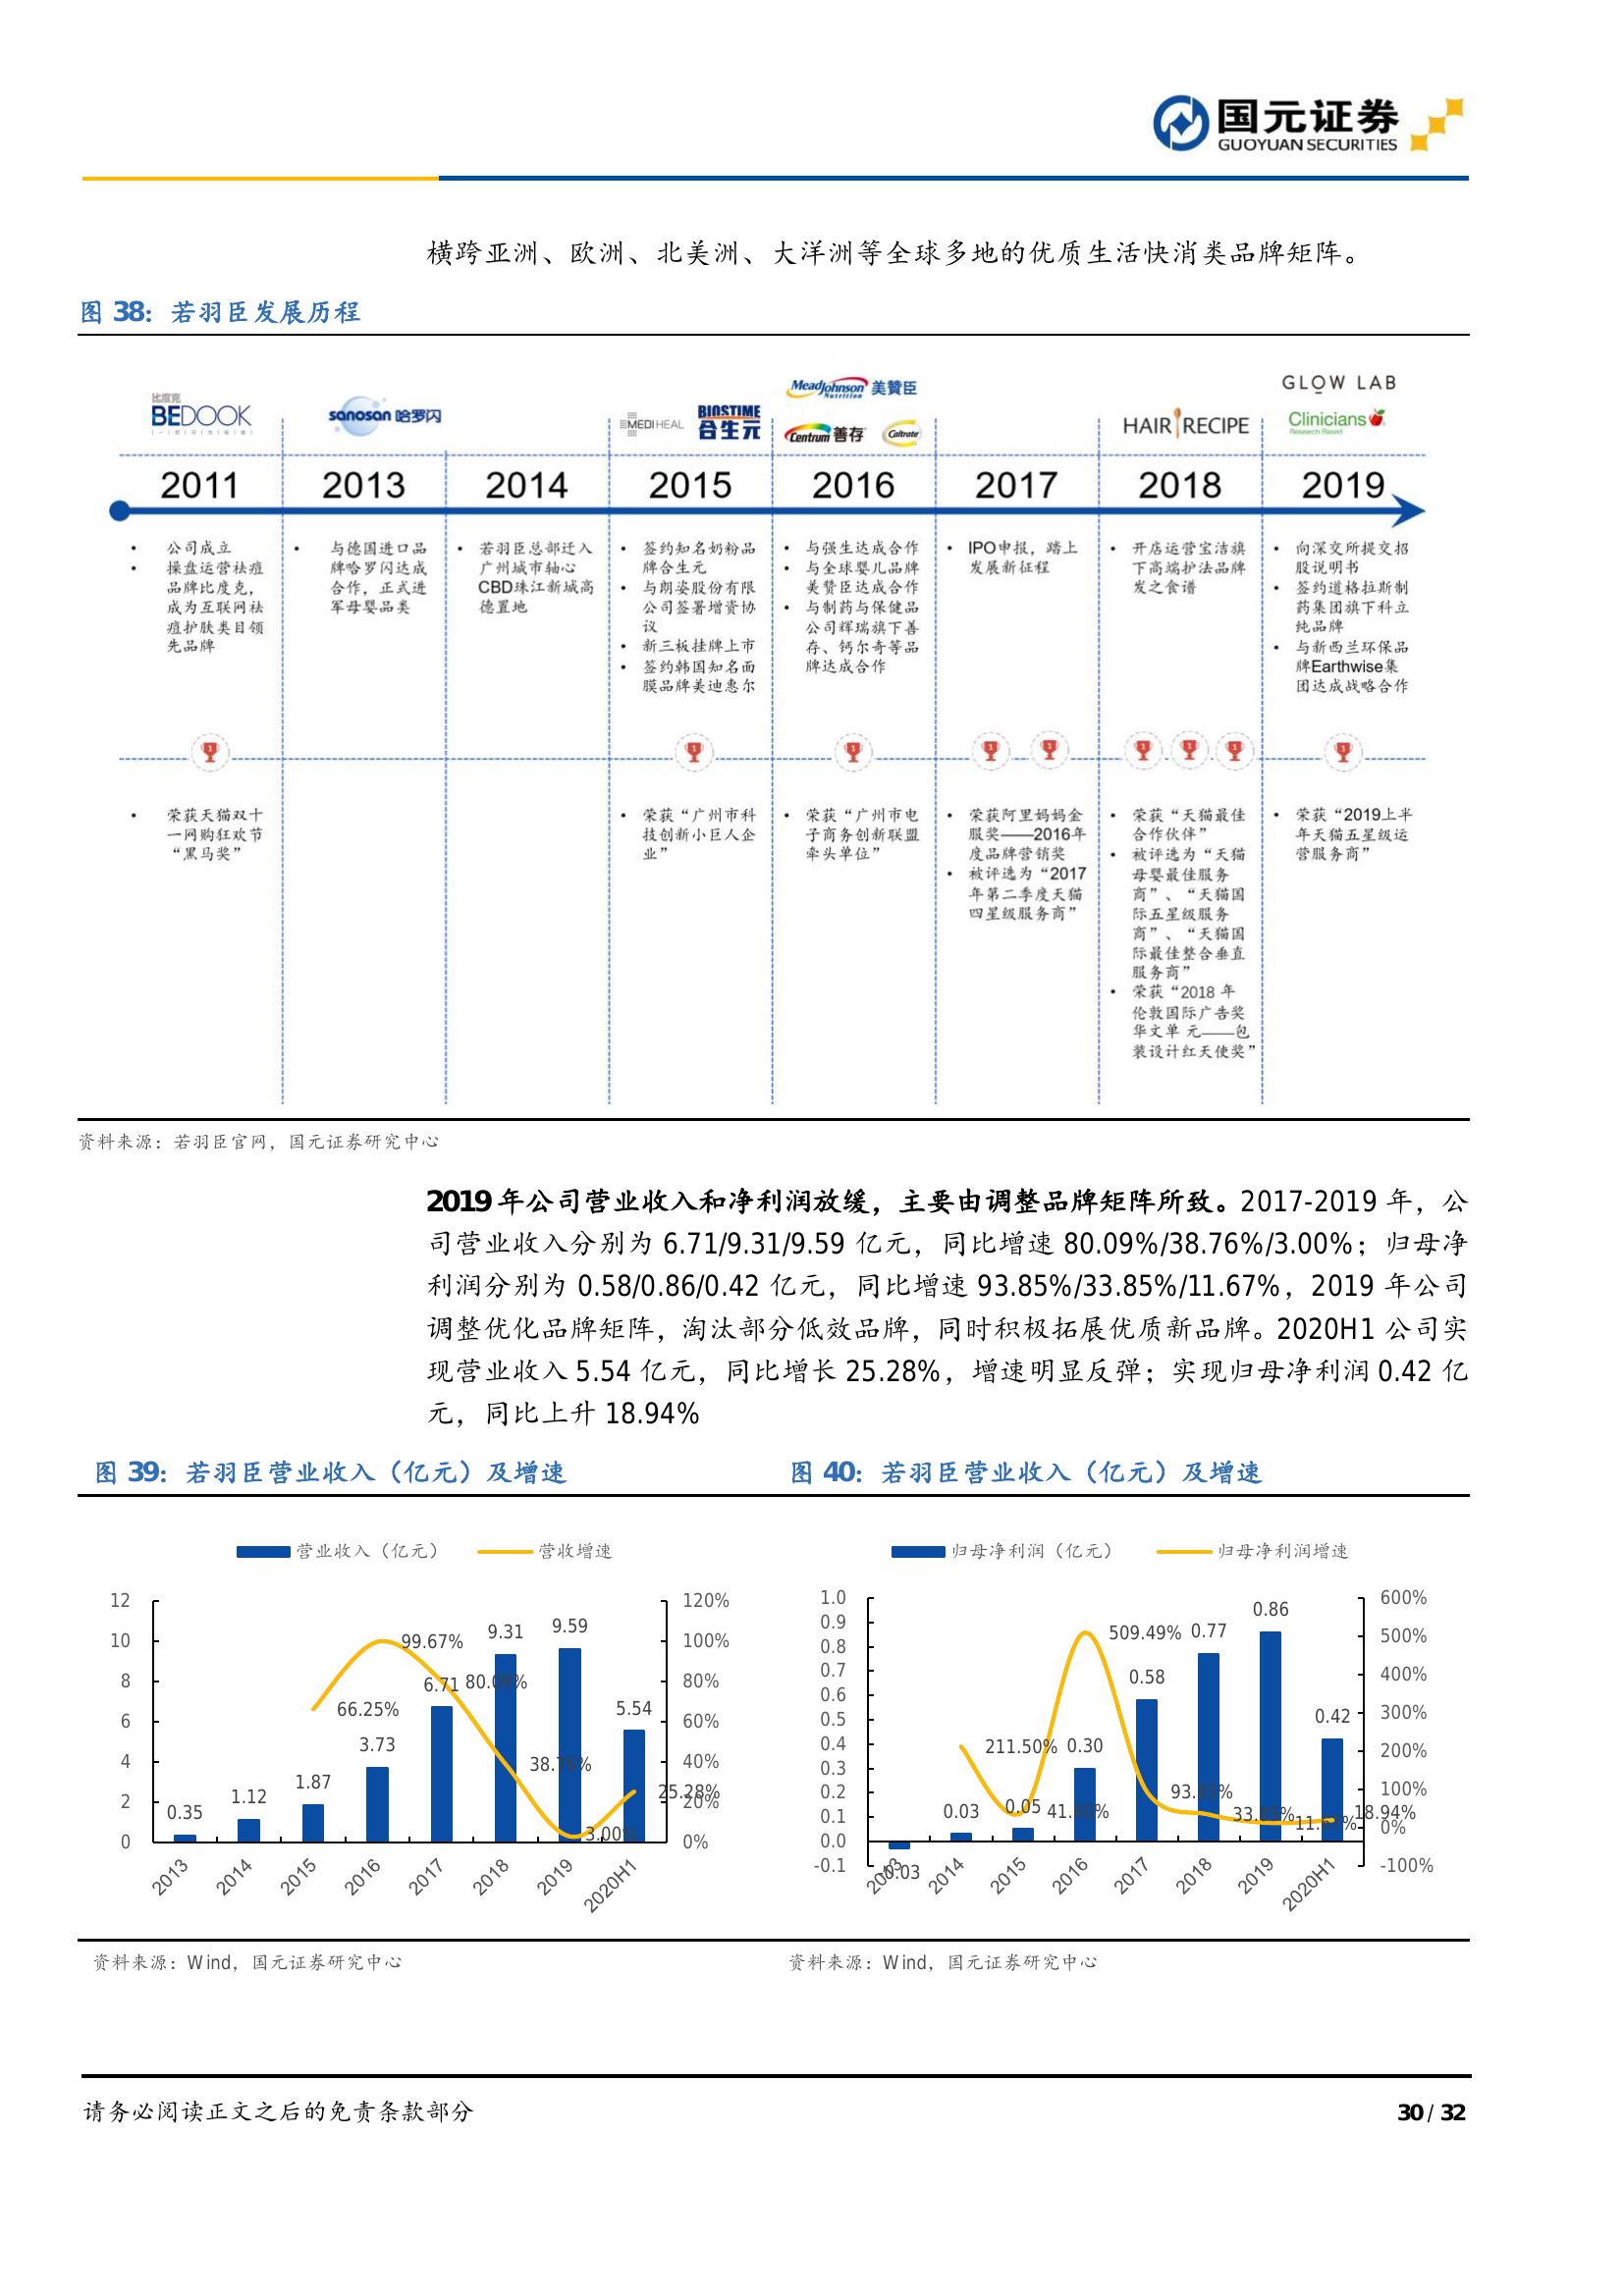 国元证券
GUOYUAN SECURITIES
横跨亚洲、欧洲、北美洲、大洋洲等全球多地的优质生活快消类品牌矩阵。
图 38：若羽臣发展历程
比度克
BEDOOK
sanosan 哈罗闪
MEDIHEAL
BIOSTIME
合生元
MeadJohnson 美赞臣
Nutrition
Centrum 善存
Caltrate
HAIR RECIPE
GLOW LAB
Clinicians
Research Based
2011
2013
2014
2015
2016
2017
2018
2019
• 公司成立
• 操盘运营祛痘
品牌比度克，
成为互联网祛
痘护肤类目领
先品牌
• 与德国进口品
牌哈罗闪达成
合作，正式进
军母婴品类
• 若羽臣总部迁入
广州城市轴心
CBD珠江新城高
德置地
• 签约知名奶粉品
牌合生元
• 与朗姿股份有限
公司签署增资协
议
• 新三板挂牌上市
• 签约韩国知名面
膜品牌美迪惠尔
• 与强生达成合作
• 与全球婴儿品牌
美赞臣达成合作
• 与制药与保健品
公司辉瑞旗下善
存、钙尔奇等品
牌达成合作
• IPO申报，踏上
发展新征程
• 开店运营宝洁旗
下高端护法品牌
发之食谱
• 向深交所提交招
股说明书
• 签约道格拉斯制
药集团旗下科立
纯品牌
• 与新西兰环保品
牌Earthwise集
团达成战略合作
• 荣获天猫双十
一网购狂欢节
“黑马奖”
• 荣获“广州市科
技创新小巨人企
业”
• 荣获“广州市电
子商务创新联盟
牵头单位”
• 荣获阿里妈妈金
服奖——2016年
度品牌营销奖
• 被评选为“2017
年第二季度天猫
四星级服务商”
• 荣获“天猫最佳
合作伙伴”
• 被评选为“天猫
母婴最佳服务
商”、“天猫国
际五星级服务
商”、“天猫国
际最佳整合垂直
服务商”
• 荣获“2018 年
伦敦国际广告奖
华文单 元——包
装设计红天使奖”
• 荣获“2019上半
年天猫五星级运
营服务商”
资料来源：若羽臣官网，国元证券研究中心
2019 年公司营业收入和净利润放缓，主要由调整品牌矩阵所致。2017-2019 年，公
司营业收入分别为 6.71/9.31/9.59 亿元，同比增速 80.09%/38.76%/3.00%；归母净
利润分别为 0.58/0.86/0.42 亿元，同比增速 93.85%/33.85%/11.67%，2019 年公司
调整优化品牌矩阵，淘汰部分低效品牌，同时积极拓展优质新品牌。2020H1 公司实
现营业收入 5.54 亿元，同比增长 25.28%，增速明显反弹；实现归母净利润 0.42 亿
元，同比上升 18.94%
图 39：若羽臣营业收入（亿元）及增速
营业收入（亿元） 营收增速
12
10
8
6
4
2
0
120%
100%
80%
60%
40%
20%
0%
0.35
1.12
1.87
3.73
6.71
9.31
9.59
5.54
66.25%
99.67%
80.09%
38.76%
3.00%
25.28%
2013
2014
2015
2016
2017
2018
2019
2020H1
图 40：若羽臣营业收入（亿元）及增速
归母净利润（亿元） 归母净利润增速
1.0
0.9
0.8
0.7
0.6
0.5
0.4
0.3
0.2
0.1
0.0
-0.1
600%
500%
400%
300%
200%
100%
0%
-100%
-0.03
0.03
0.05
0.30
0.58
0.77
0.86
0.42
211.50%
509.49%
93.85%
33.85%
11.67%
18.94%
2013
2014
2015
2016
2017
2018
2019
2020H1
资料来源：Wind，国元证券研究中心
资料来源：Wind，国元证券研究中心
请务必阅读正文之后的免责条款部分
30 / 32